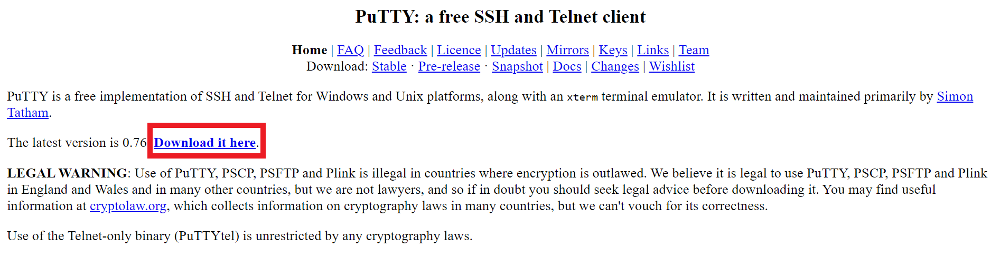 PuTTY: a free SSH and Telnet client
Home | FAQ | Feedback | Licence | Updates | Mirrors | Keys | Links | Team
Download: Stable · Pre-release · Snapshot | Docs | Changes | Wishlist
PuTTY is a free implementation of SSH and Telnet for Windows and Unix platforms, along with an xterm terminal emulator. It is written and maintained primarily by Simon
Tatham.
The latest version is 0.76 Download it here.
LEGAL WARNING: Use of PuTTY, PSCP, PSFTP and Plink is illegal in countries where encryption is outlawed. We believe it is legal to use PuTTY, PSCP, PSFTP and Plink
in England and Wales and in many other countries, but we are not lawyers, and so if in doubt you should seek legal advice before downloading it. You may find useful
information at cryptolaw.org, which collects information on cryptography laws in many countries, but we can't vouch for its correctness.
Use of the Telnet-only binary (PuTTYtel) is unrestricted by any cryptography laws.